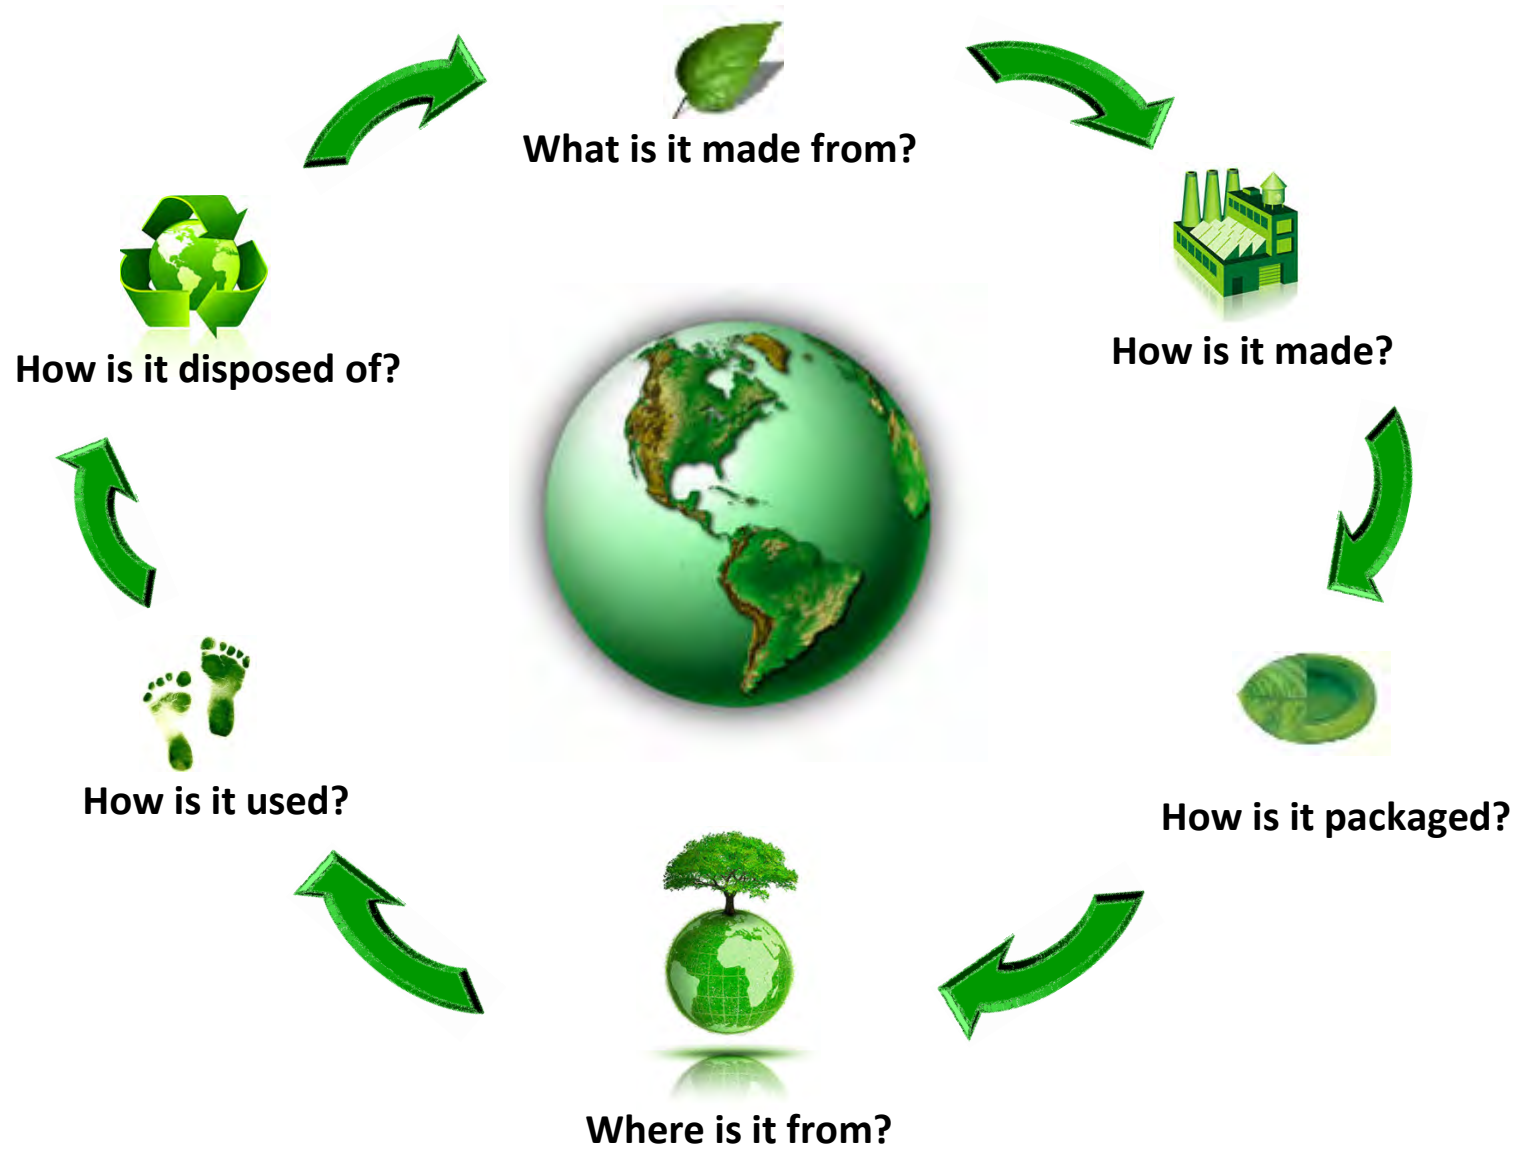 What is it made from?
How is it made?
How is it packaged?
Where is it from?
How is it used?
How is it disposed of?